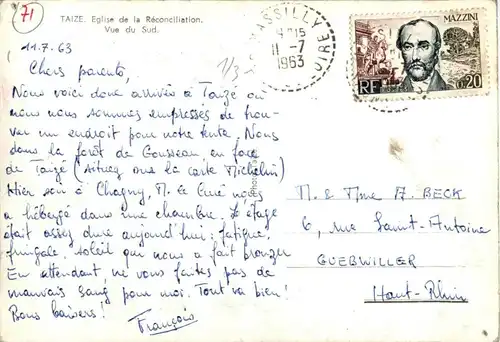 71
TAIZE. Eglise de la Réconciliation.
Vue du Sud.
MASSILLY
1963
MAZZINI
RF 0,20
11.7.63
Chers parents,
Nous voici donc arrivés à Taizé où
nous nous sommes empressés de trou-
ver un endroit pour notre tente. Nous
dans la forêt de Cousseau en face
de Taizé (situez sur la carte Michelin)
Hier soir à Chagny, M. le Curé nous
a hébergé dans une chambre. L'étape
était assez dure aujourd'hui : fatigue,
fringale. Soleil qui nous a fait bronzer
En attendant, ne vous faites pas de
mauvais sang pour moi. Tout va bien!
Bons baisers!
François
M. & Mme A. BECK
6, rue Saint-Antoine
GUEBWILLER
Haut-Rhin